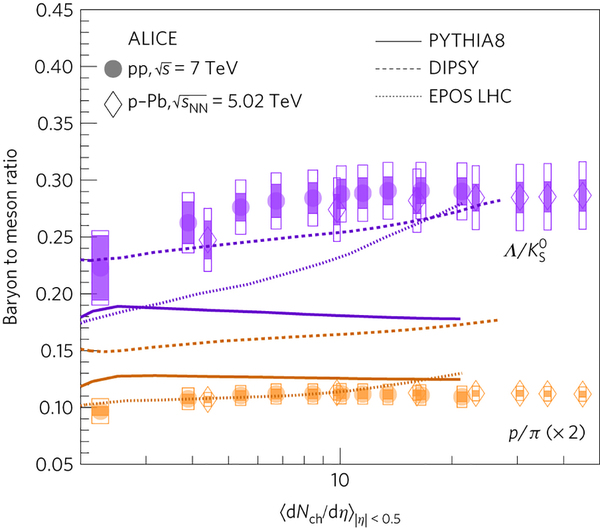 0.45
0.40
0.35
0.30
0.25
0.20
0.15
0.10
0.05
Baryon to meson ratio
ALICE
pp, √s = 7 TeV
p–Pb, √sNN = 5.02 TeV
PYTHIA8
DIPSY
EPOS LHC
Λ/K⁰S
p/π (× 2)
10
⟨dNch/dη⟩|η| < 0.5